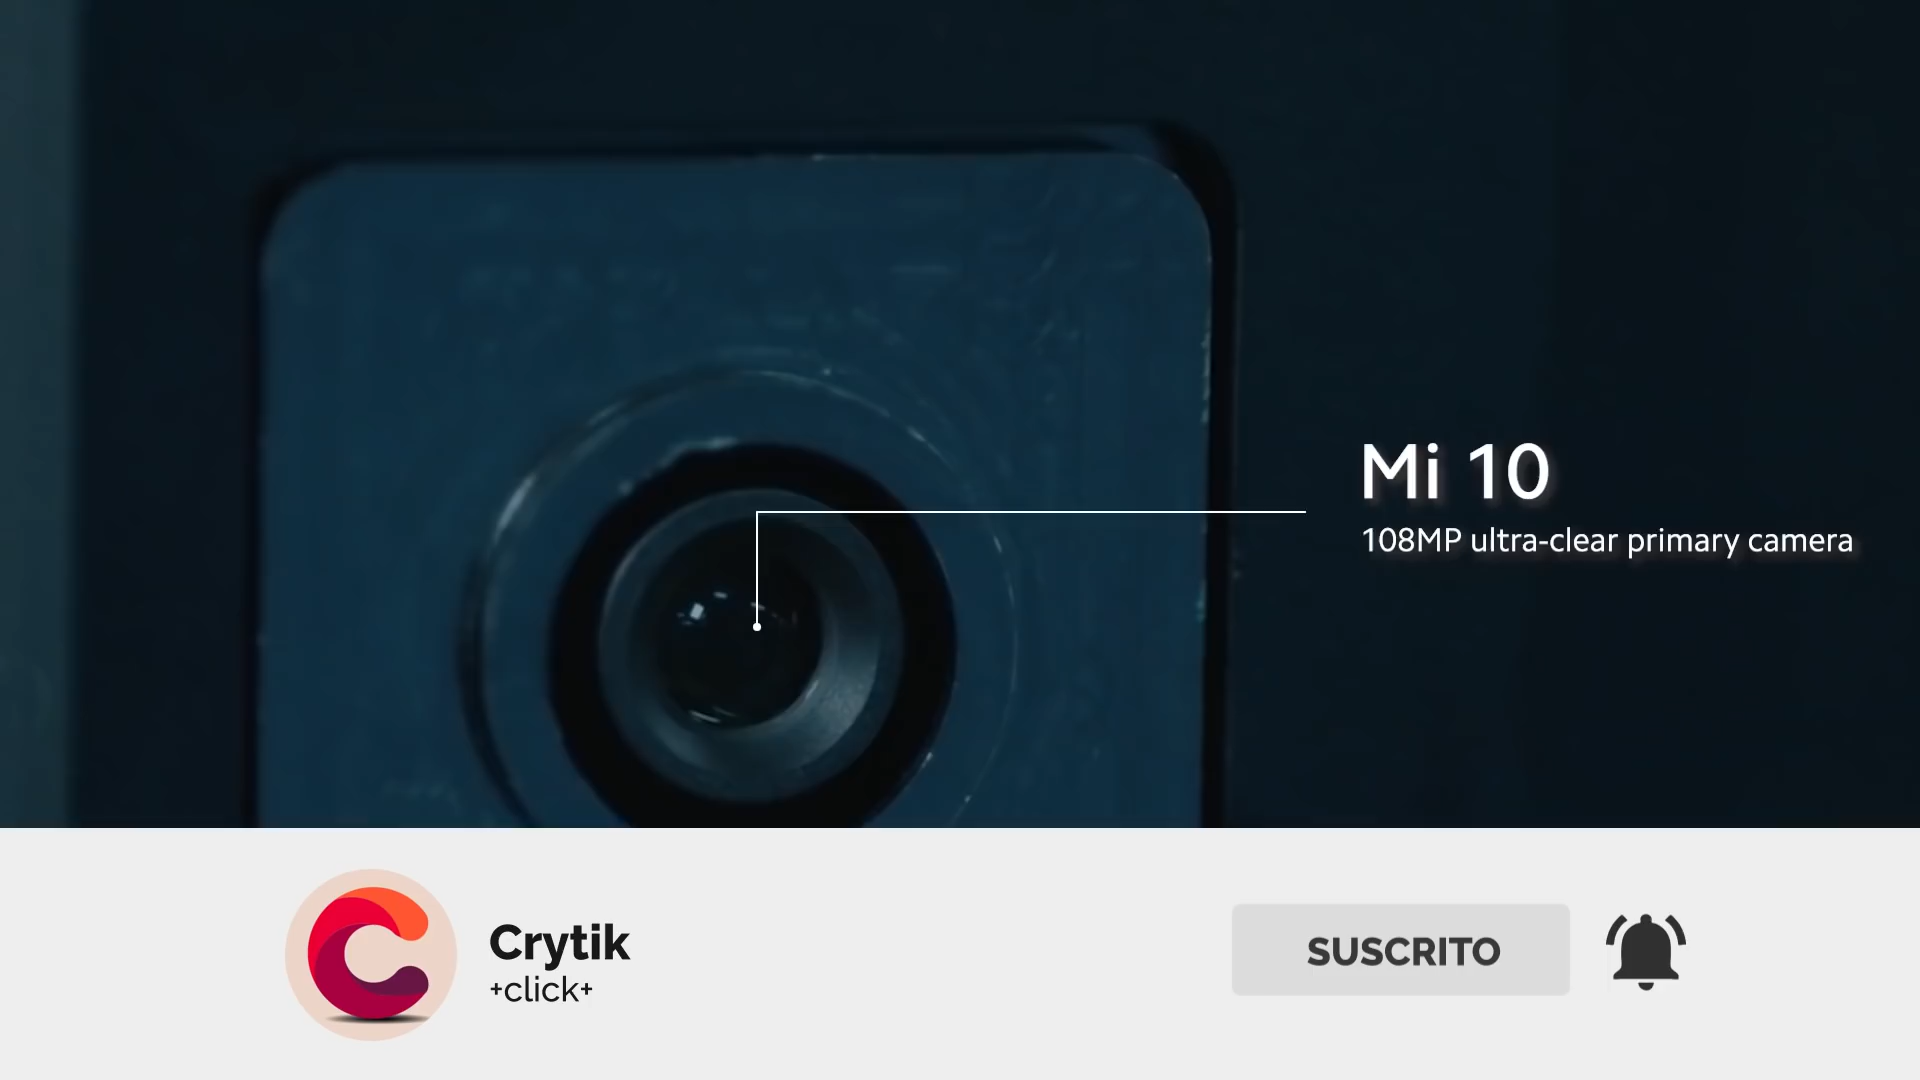 Mi 10
108MP ultra-clear primary camera
Crytik
+click+
SUSCRITO